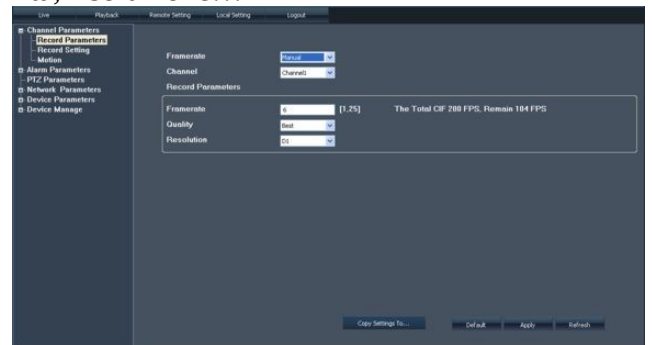 Live Playback Remote Setting Local Setting Logout
Channel Parameters
Record Parameters
Record Setting
Motion
Alarm Parameters
PTZ Parameters
Network Parameters
Device Parameters
Device Manage
Framerate Manual
Channel Channel1
Record Parameters
Framerate 6 [1,25] The Total CIF 200 FPS, Remain 104 FPS
Quality Best
Resolution D1
Copy Settings To... Default Apply Refresh